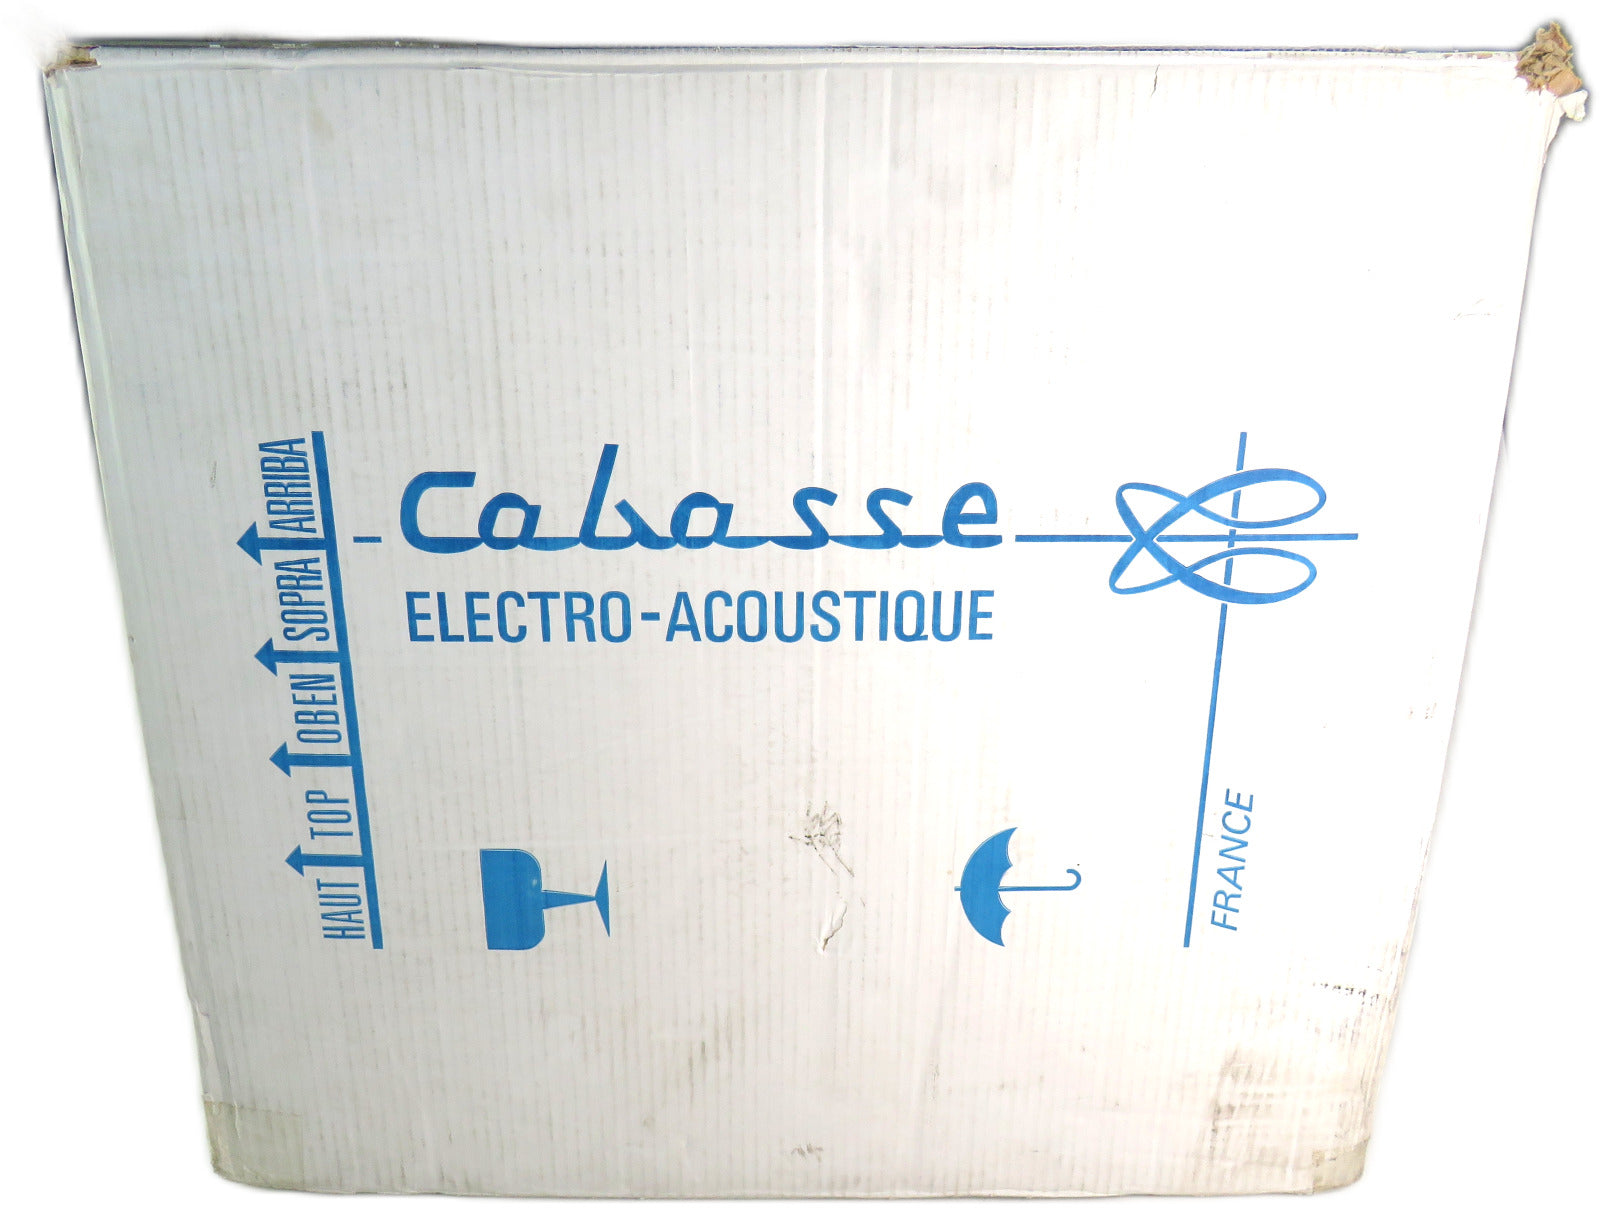 Cabasse
ELECTRO-ACOUSTIQUE
HAUT TOP OBEN SOPRA ARRIBA
FRANCE